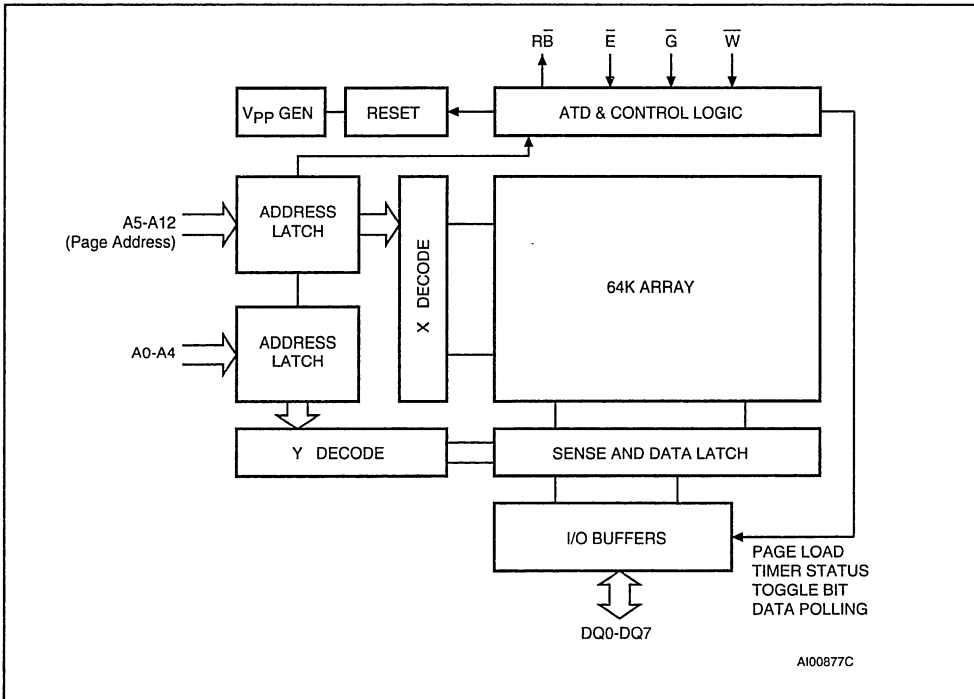 RB̅ E̅ G̅ W̅
VPP GEN
RESET
ATD & CONTROL LOGIC
A5-A12
(Page Address)
ADDRESS
LATCH
X DECODE
64K ARRAY
A0-A4
ADDRESS
LATCH
Y DECODE
SENSE AND DATA LATCH
I/O BUFFERS
PAGE LOAD
TIMER STATUS
TOGGLE BIT
DATA POLLING
DQ0-DQ7
AI00877C